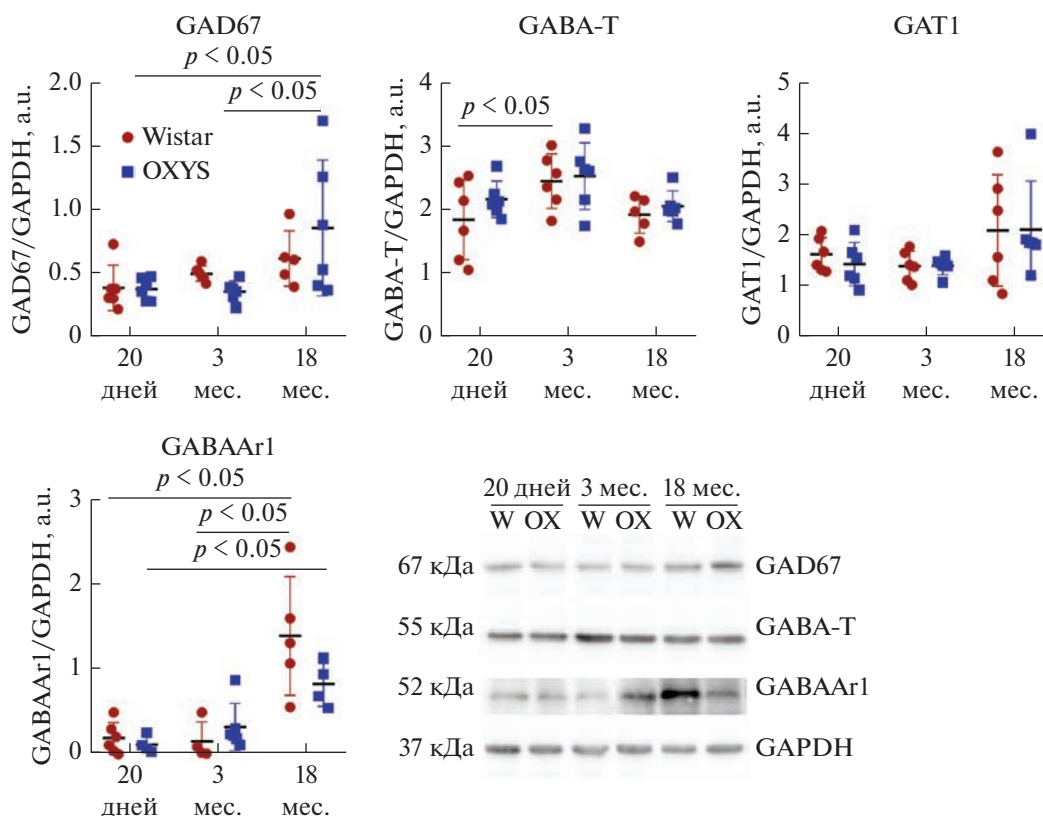 GAD67
p < 0.05
p < 0.05
GAD67/GAPDH, a.u.
2.0
1.5
1.0
0.5
0
Wistar
OXYS
20 3 18
дней мес. мес.
GABA-T
p < 0.05
GABA-T/GAPDH, a.u.
4
3
2
1
0
20 3 18
дней мес. мес.
GAT1
GAT1/GAPDH, a.u.
5
4
3
2
1
0
20 3 18
дней мес. мес.
GABAAr1
p < 0.05
p < 0.05
p < 0.05
GABAAr1/GAPDH, a.u.
3
2
1
0
20 3 18
дней мес. мес.
20 дней 3 мес. 18 мес.
W OX W OX W OX
67 кДа GAD67
55 кДа GABA-T
52 кДа GABAAr1
37 кДа GAPDH